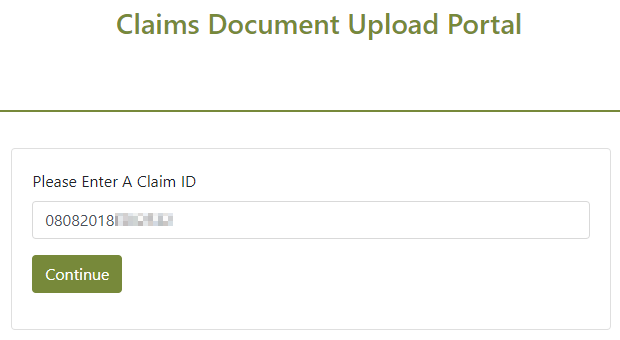 Claims Document Upload Portal
Please Enter A Claim ID
08082018
Continue